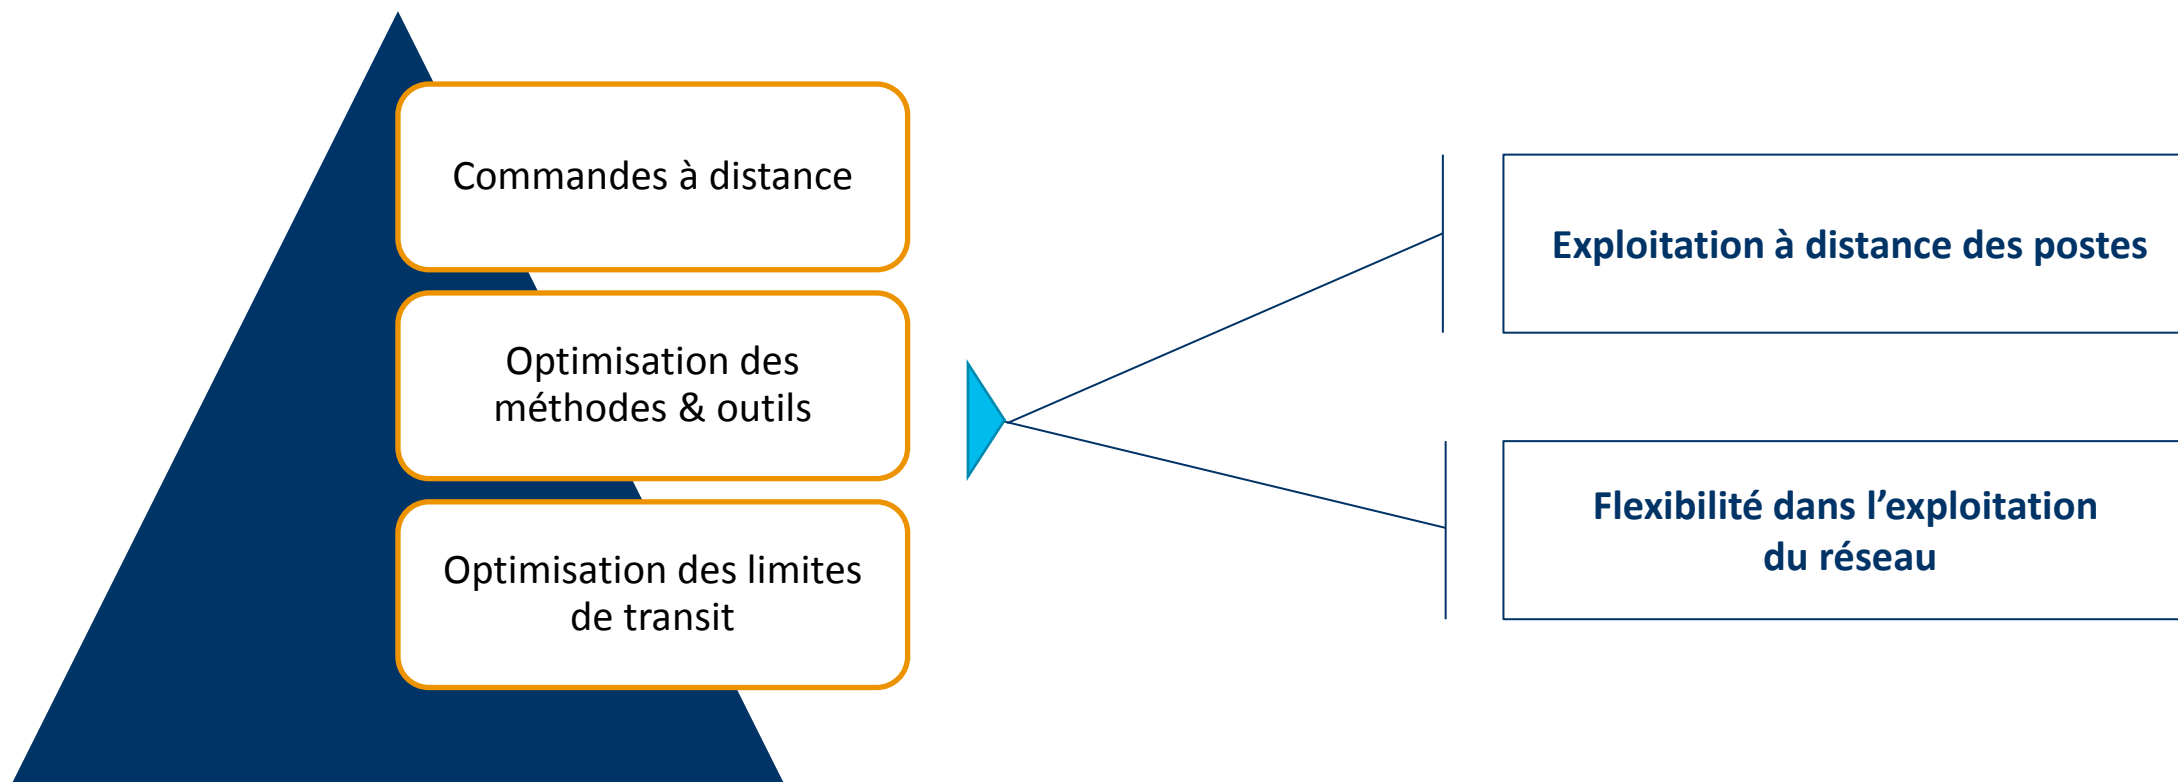 Commandes à distance
Optimisation des
méthodes & outils
Optimisation des limites
de transit
Exploitation à distance des postes
Flexibilité dans l’exploitation
du réseau